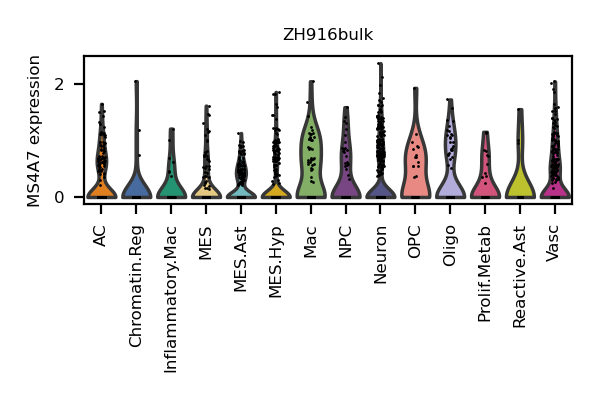 ZH916bulk
MS4A7 expression
2
0
AC
Chromatin.Reg
Inflammatory.Mac
MES
MES.Ast
MES.Hyp
Mac
NPC
Neuron
OPC
Oligo
Prolif.Metab
Reactive.Ast
Vasc